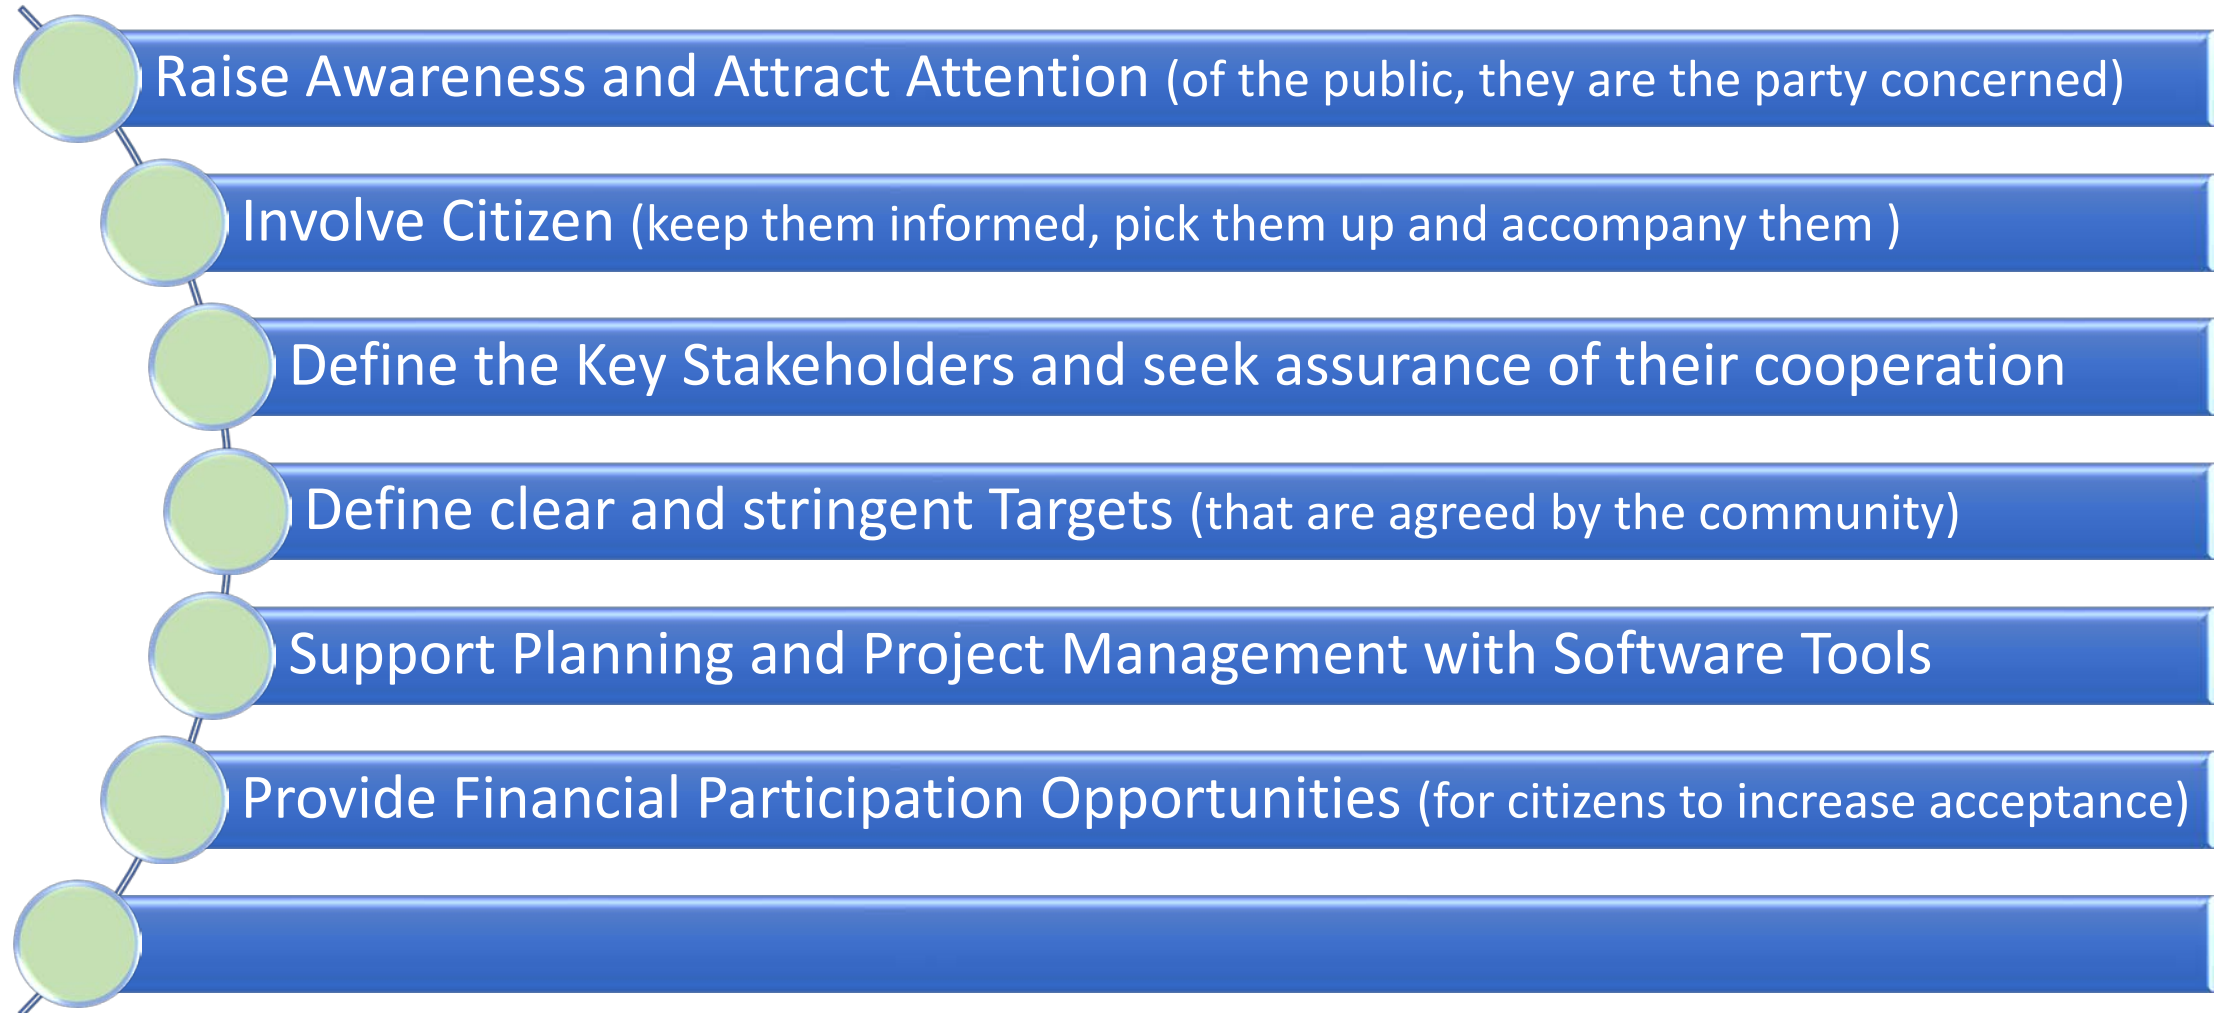 Raise Awareness and Attract Attention (of the public, they are the party concerned)
Involve Citizen (keep them informed, pick them up and accompany them )
Define the Key Stakeholders and seek assurance of their cooperation
Define clear and stringent Targets (that are agreed by the community)
Support Planning and Project Management with Software Tools
Provide Financial Participation Opportunities (for citizens to increase acceptance)